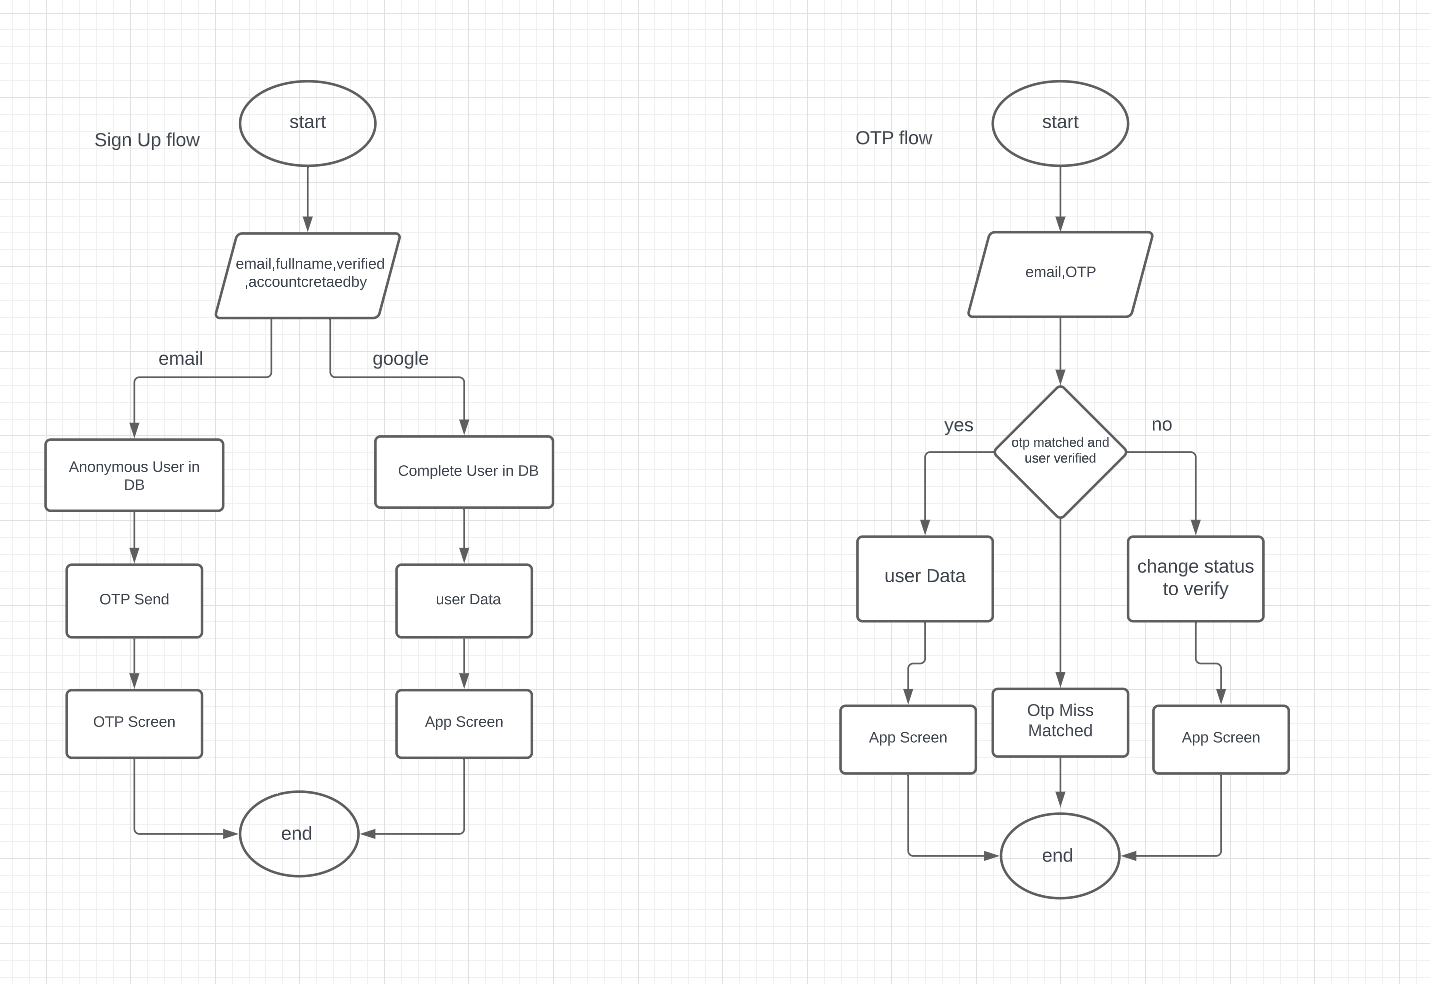 Sign Up flow
start
email,fullname,verified
,accountcretaedby
email
google
Anonymous User in
DB
Complete User in DB
OTP Send
user Data
OTP Screen
App Screen
end
OTP flow
start
email,OTP
otp matched and
user verified
yes
no
user Data
change status
to verify
App Screen
Otp Miss
Matched
App Screen
end